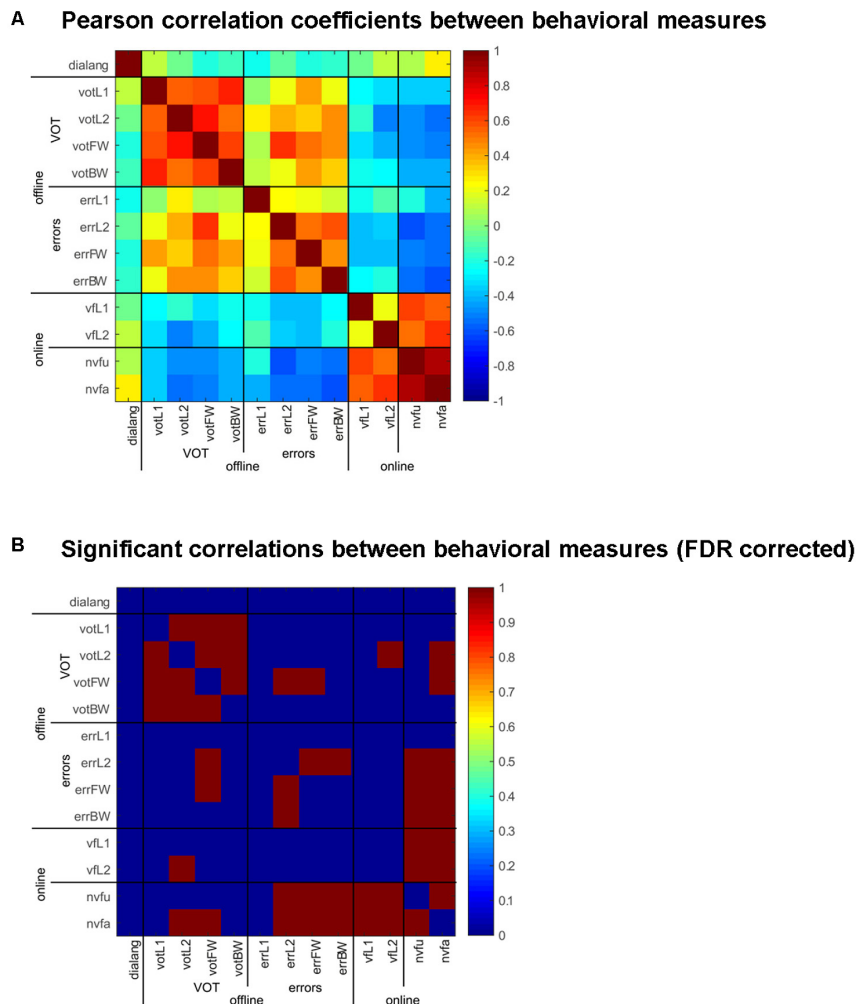 A Pearson correlation coefficients between behavioral measures
dialang
votL1
votL2
votFW
votBW
errL1
errL2
errFW
errBW
vfL1
vfL2
nvfu
nvfa
VOT
errors
offline
online
1
0.8
0.6
0.4
0.2
0
-0.2
-0.4
-0.6
-0.8
-1
dialang
votL1
votL2
votFW
votBW
errL1
errL2
errFW
errBW
vfL1
vfL2
nvfu
nvfa
VOT
errors
offline
online
B Significant correlations between behavioral measures (FDR corrected)
dialang
votL1
votL2
votFW
votBW
errL1
errL2
errFW
errBW
vfL1
vfL2
nvfu
nvfa
VOT
errors
offline
online
1
0.9
0.8
0.7
0.6
0.5
0.4
0.3
0.2
0.1
0
dialang
votL1
votL2
votFW
votBW
errL1
errL2
errFW
errBW
vfL1
vfL2
nvfu
nvfa
VOT
errors
offline
online